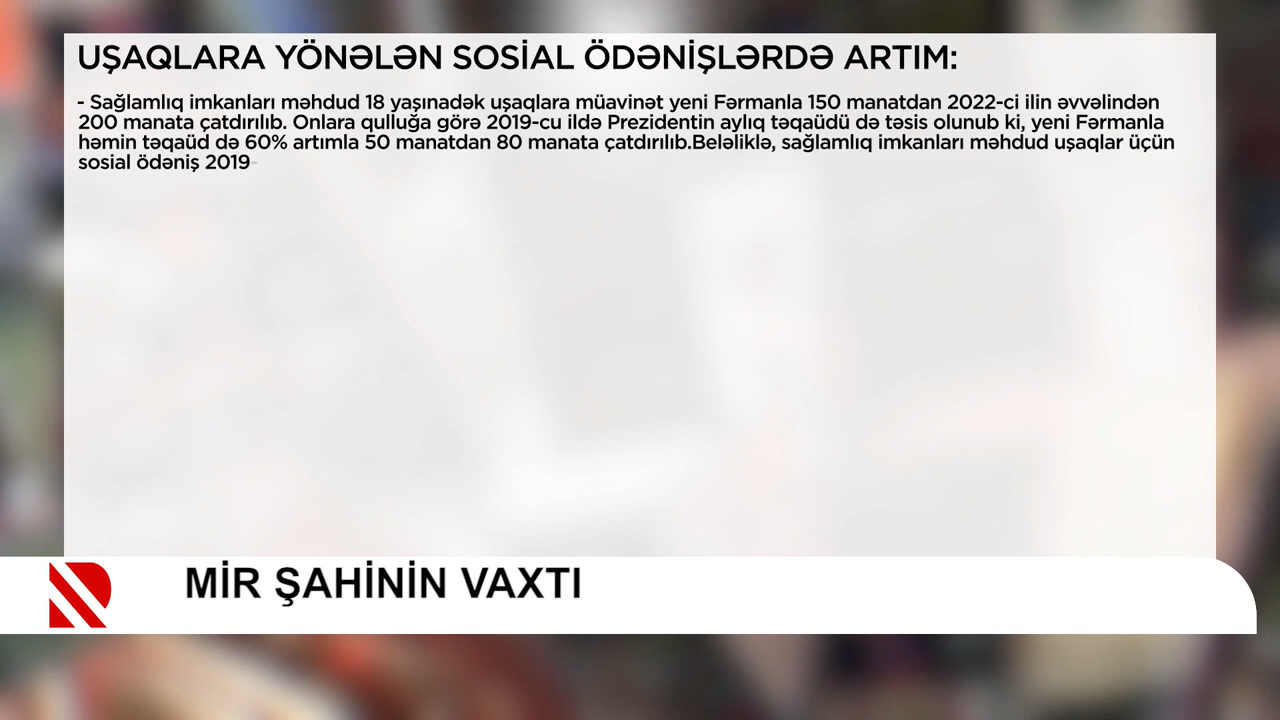 UŞAQLARA YÖNƏLƏN SOSİAL ÖDƏNİŞLƏRDƏ ARTIM:
- Sağlamlıq imkanları məhdud 18 yaşınadək uşaqlara müavinət yeni Fərmanla 150 manatdan 2022-ci ilin əvvəlindən
200 manata çatdırılıb. Onlara qulluğa görə 2019-cu ildə Prezidentin aylıq təqaüdü də təsis olunub ki, yeni Fərmanla
həmin təqaüd də 60% artımla 50 manatdan 80 manata çatdırılıb.Beləliklə, sağlamlıq imkanları məhdud uşaqlar üçün
sosial ödəniş 2019-
MİR ŞAHİNİN VAXTI